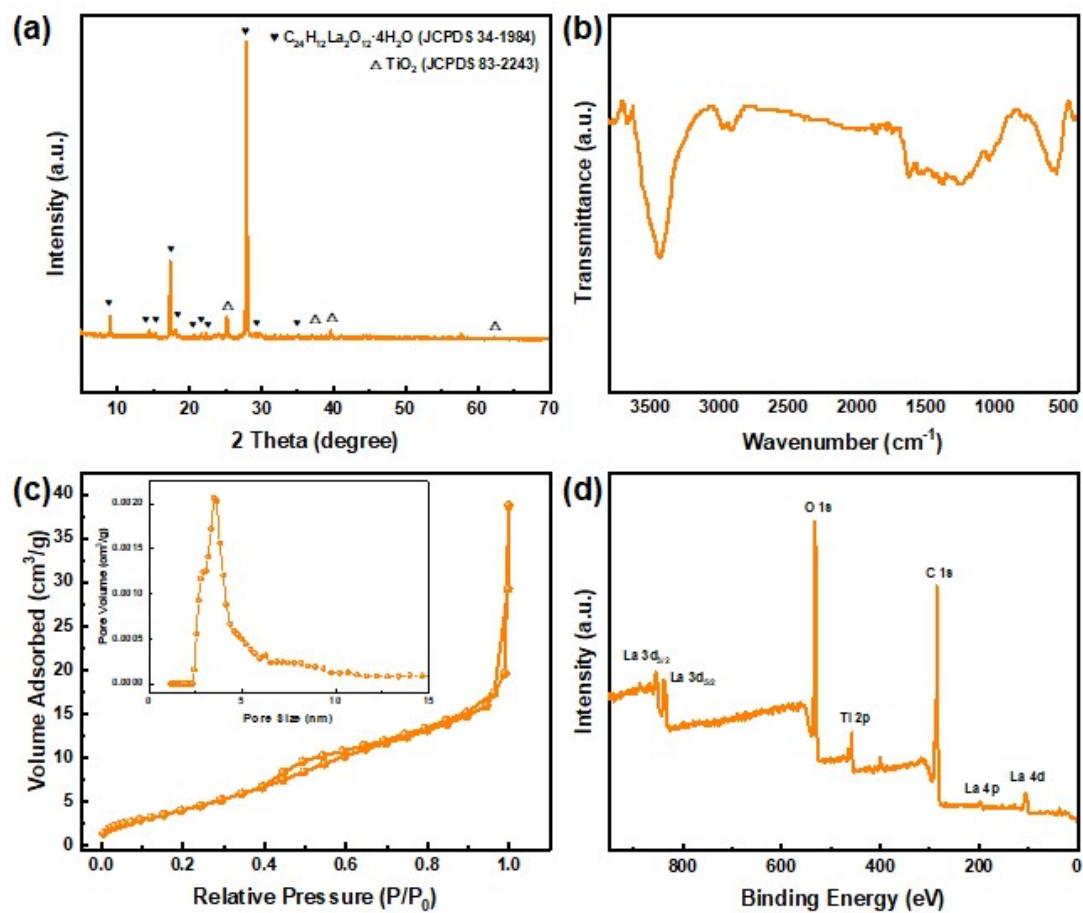 (a)
♥ C₂₄H₁₂La₂O₁₂·4H₂O (JCPDS 34-1984)
△ TiO₂ (JCPDS 83-2243)
Intensity (a.u.)
10 20 30 40 50 60 70
2 Theta (degree)
(b)
Transmittance (a.u.)
3500 3000 2500 2000 1500 1000 500
Wavenumber (cm⁻¹)
(c)
Volume Adsorbed (cm³/g)
40
35
30
25
20
15
10
5
0
0.0 0.2 0.4 0.6 0.8 1.0
Relative Pressure (P/P₀)
Pore Volume (cm³/g)
0.0020
0.0015
0.0010
0.0005
0.0000
0 5 10 15
Pore Size (nm)
(d)
Intensity (a.u.)
O 1s
C 1s
La 3d₃/₂
La 3d₅/₂
Ti 2p
La 4p
La 4d
800 600 400 200 0
Binding Energy (eV)